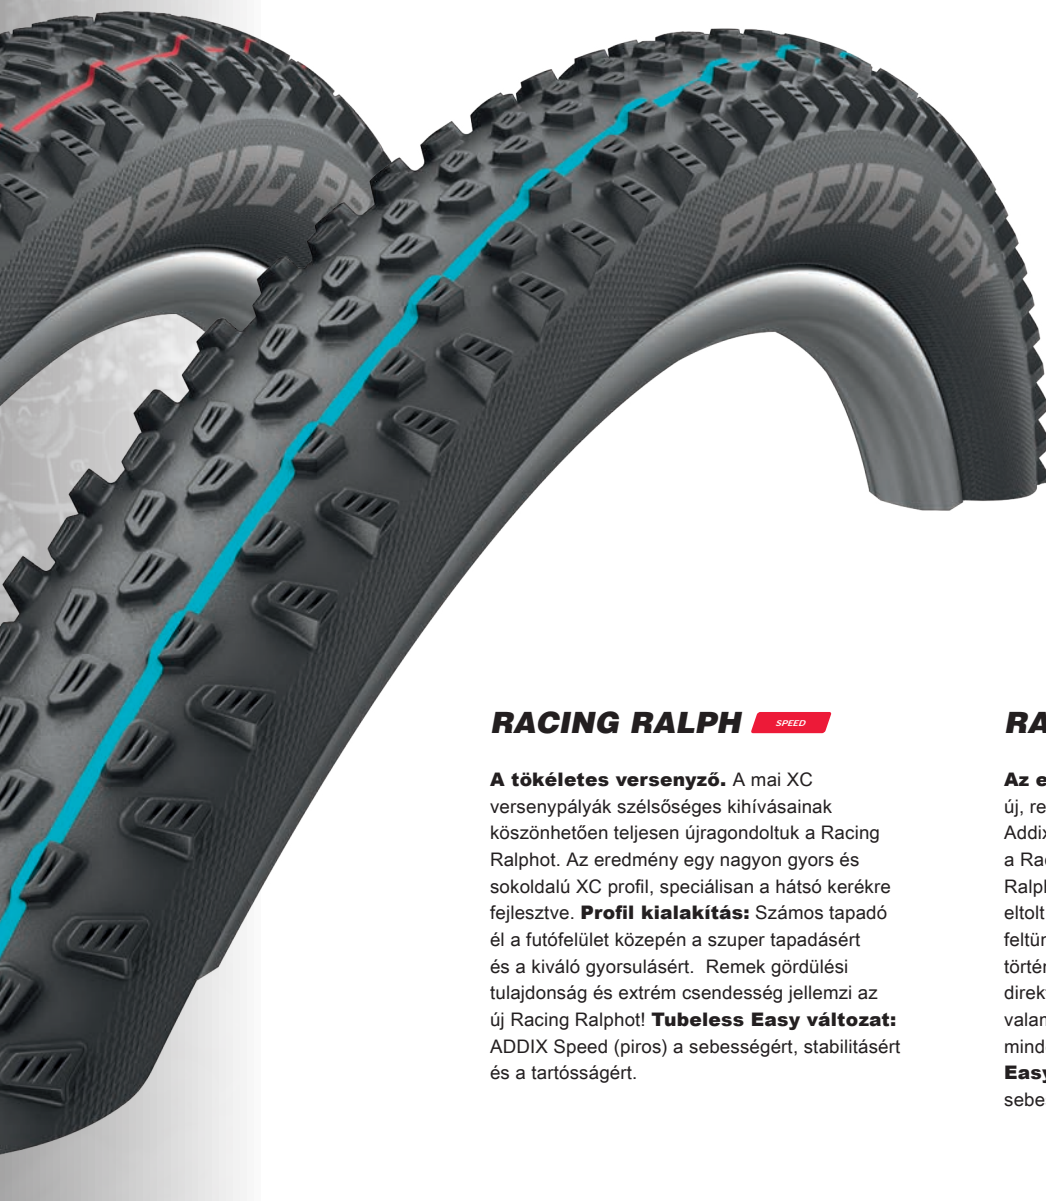 RACING RA
RACING RAY
RACING RALPH SPEED
A tökéletes versenyző. A mai XC
versenypályák szélsőséges kihívásainak
köszönhetően teljesen újragondoltuk a Racing
Ralphot. Az eredmény egy nagyon gyors és
sokoldalú XC profil, speciálisan a hátsó kerékre
fejlesztve. Profil kialakítás: Számos tapadó
él a futófelület közepén a szuper tapadásért
és a kiváló gyorsulásért. Remek gördülési
tulajdonság és extrém csendesség jellemzi az
új Racing Ralphot! Tubeless Easy változat:
ADDIX Speed (piros) a sebességért, stabilitásért
és a tartósságért.
RA
Az e
új, re
Addix
a Ra
Ralph
eltolt
feltűn
történ
direkt
valam
mind
Easy
sebe